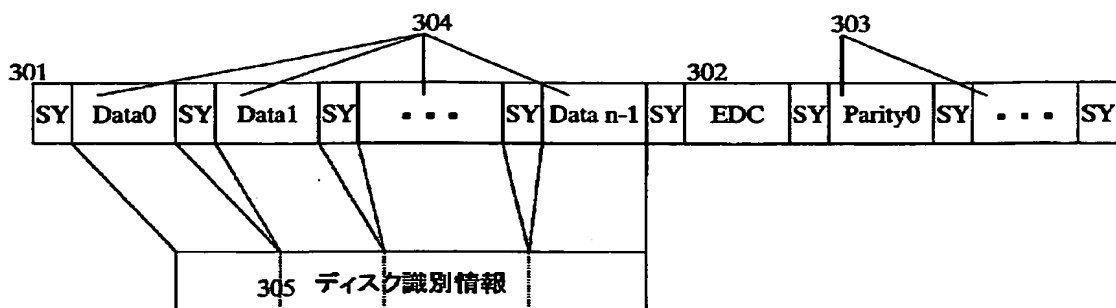 304 303
301 302
SY Data0 SY Data1 SY ・・・ SY Data n-1 SY EDC SY Parity0 SY ・・・ SY
305 ディスク識別情報